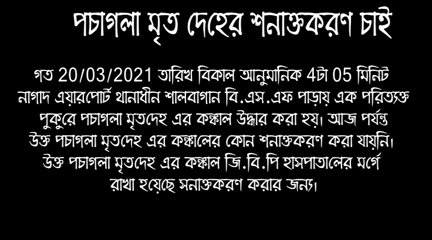 পচাগলা মৃত দেহের শনাক্তকরণ চাই
গত 20/03/2021 তারিখ বিকাল আনুমানিক 4টা 05 মিনিট
নাগাদ এয়ারপোর্ট থানাধীন শালবাগান বি.এস.এফ পাড়ায় এক পরিত্যক্ত
পুকুরে পচাগলা মৃতদেহ এর কঙ্কাল উদ্ধার করা হয়। আজ পর্যন্ত
উক্ত পচাগলা মৃতদেহ এর কঙ্কালের কোন শনাক্তকরণ করা যায়নি।
উক্ত পচাগলা মৃতদেহ এর কঙ্কাল জি.বি.পি হাসপাতালের মর্গে
রাখা হয়েছে সনাক্তকরণ করার জন্য।